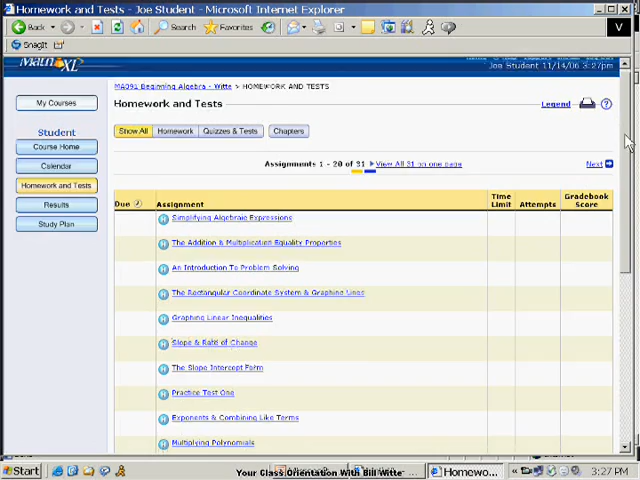 Homework and Tests - Joe Student - Microsoft Internet Explorer
Back
Search
Favorites
SnagIt
MathXL
Joe Student 11/14/06 3:27pm
MA091 Beginning Algebra - Witte > HOMEWORK AND TESTS
My Courses
Homework and Tests
Legend
Student
Show All
Homework
Quizzes & Tests
Chapters
Course Home
Calendar
Assignments 1 - 20 of 31
View All 31 on one page
Next
Homework and Tests
Results
Study Plan
Due
Assignment
Time Limit
Attempts
Gradebook Score
Simplifying Algebraic Expressions
The Addition & Multiplication Equality Properties
An Introduction To Problem Solving
The Rectangular Coordinate System & Graphing Lines
Graphing Linear Inequalities
Slope & Rate of Change
The Slope Intercept Form
Practice Test One
Exponents & Combining Like Terms
Multiplying Polynomials
Start
Your Class Orientation With Bill Witte
Homewo...
3:27 PM